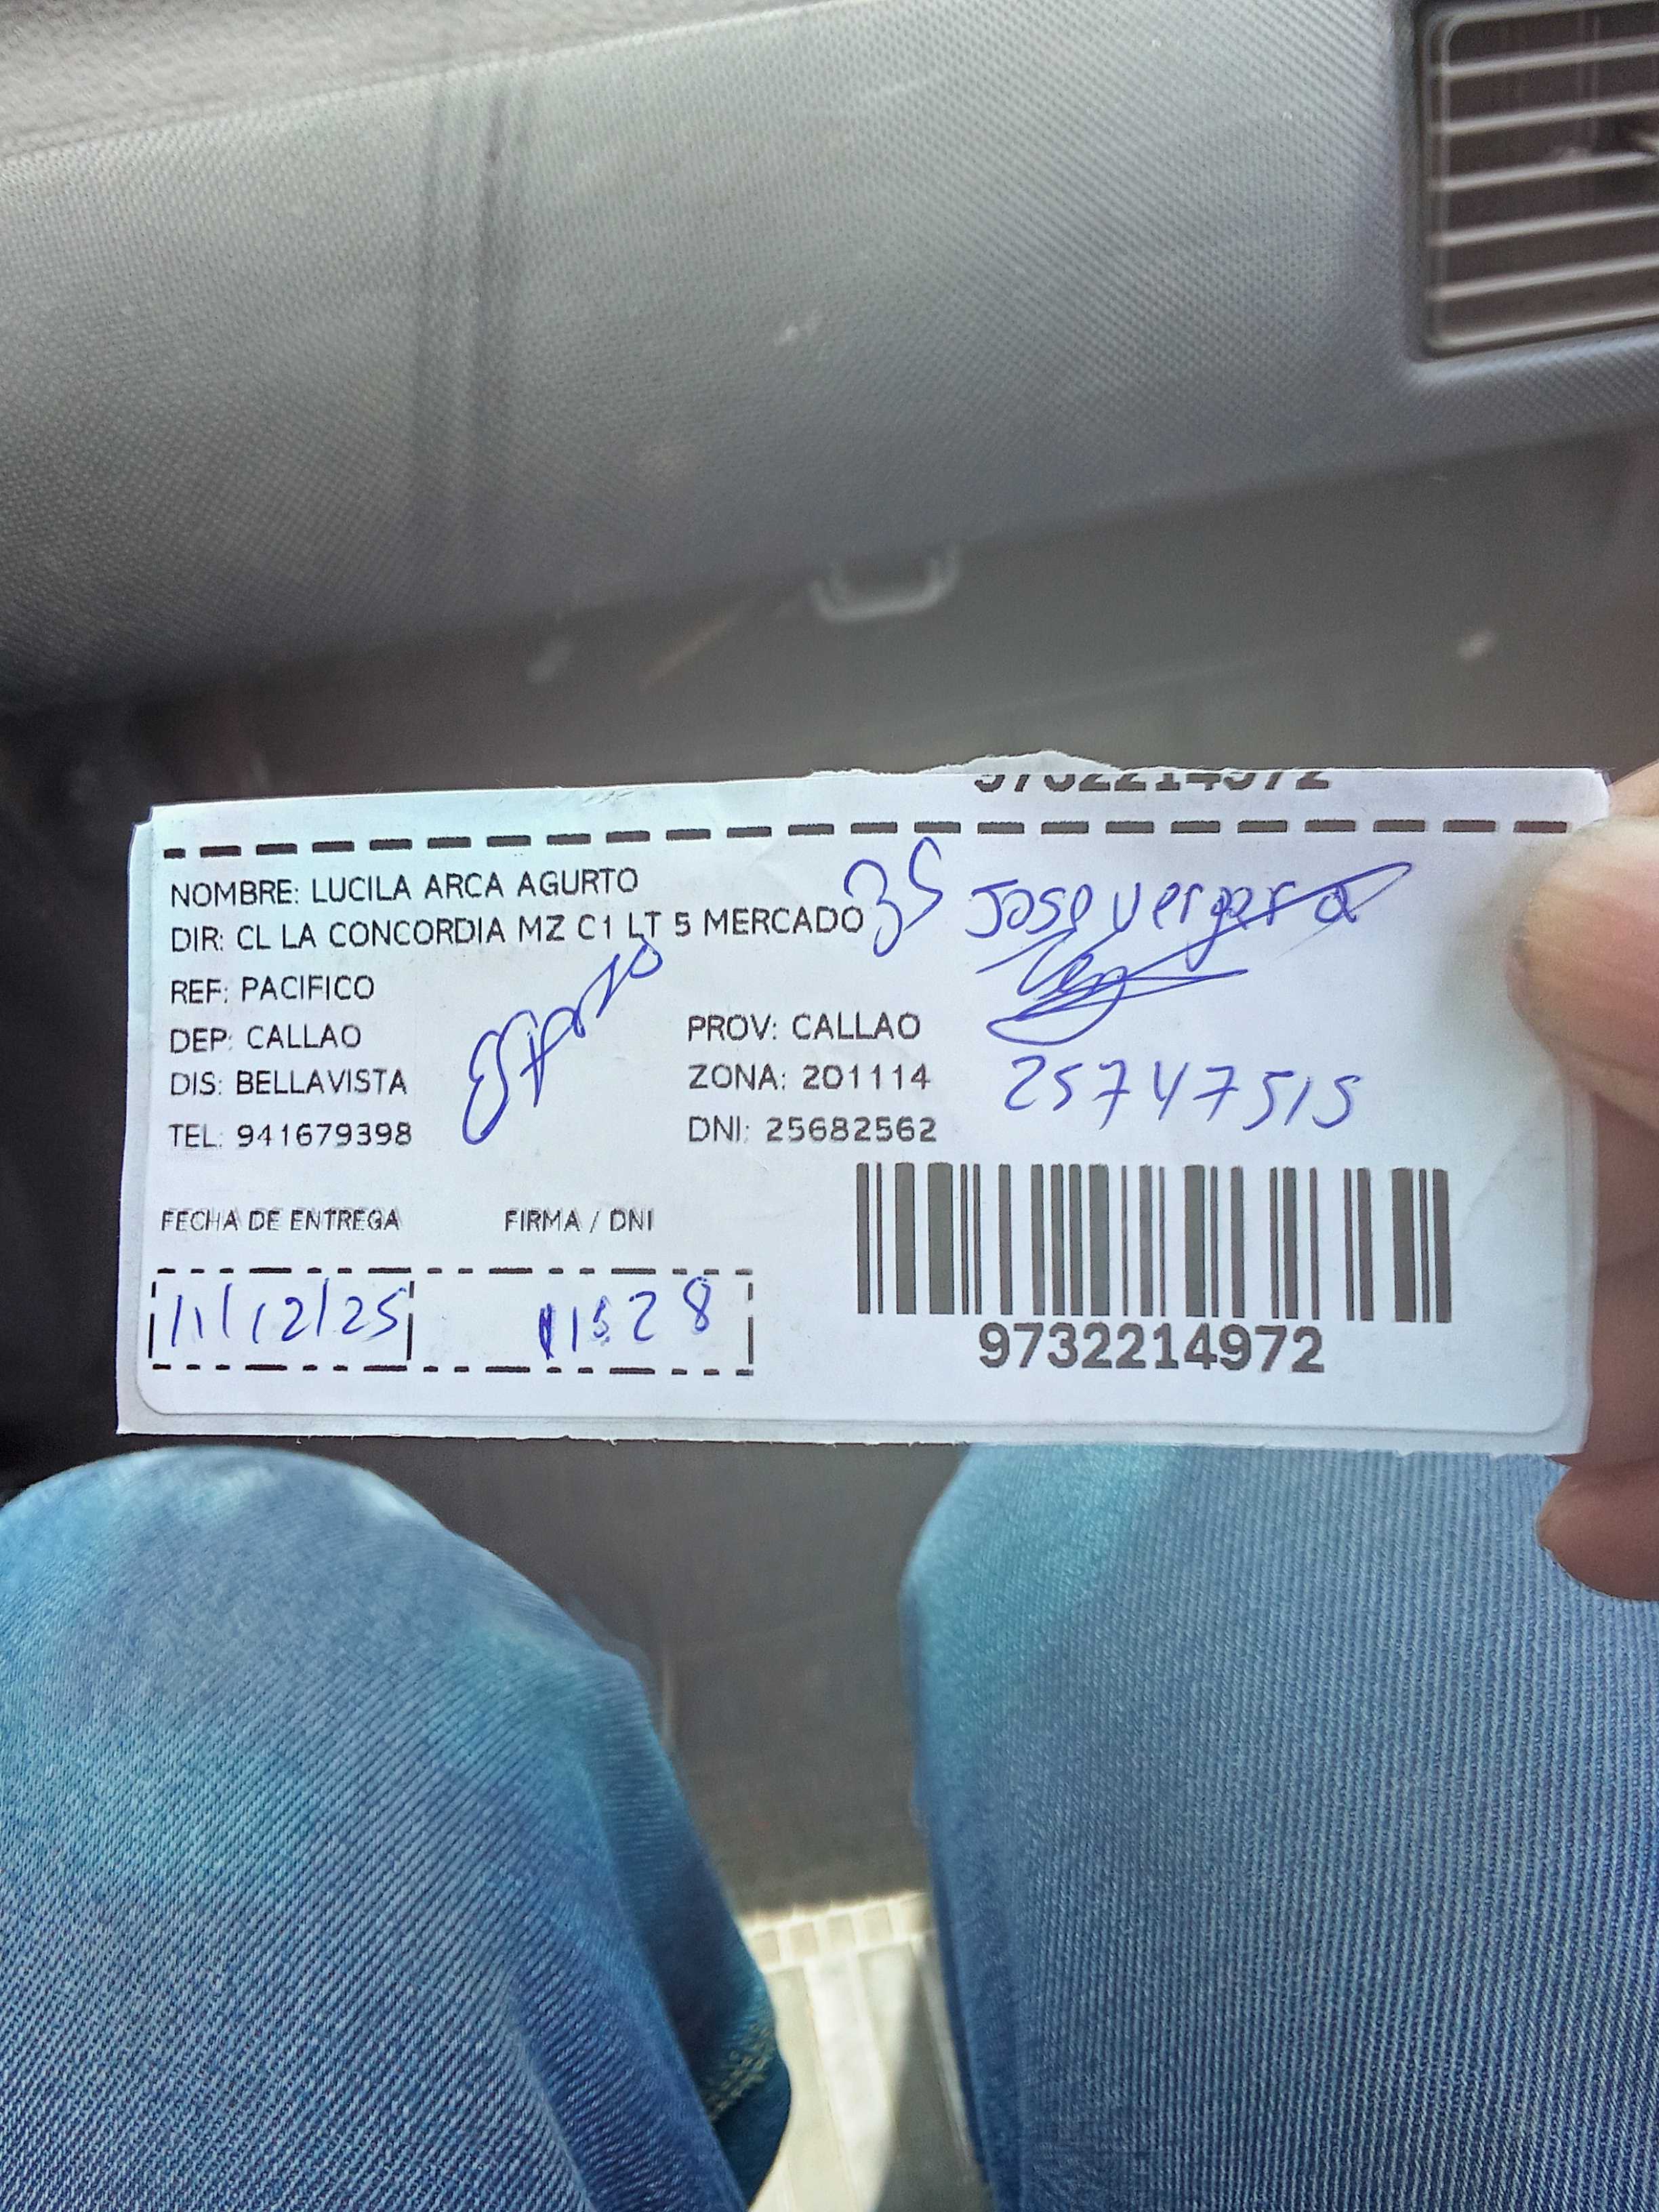 9732214972
NOMBRE: LUCILA ARCA AGURTO
DIR: CL LA CONCORDIA MZ C1 LT 5 MERCADO
35 Jose Vergara
REF: PACIFICO
Esposo
DEP: CALLAO PROV: CALLAO
DIS: BELLAVISTA ZONA: 201114
25747515
TEL: 941679398 DNI: 25682562
FECHA DE ENTREGA FIRMA / DNI
11/12/25 11:28
9732214972